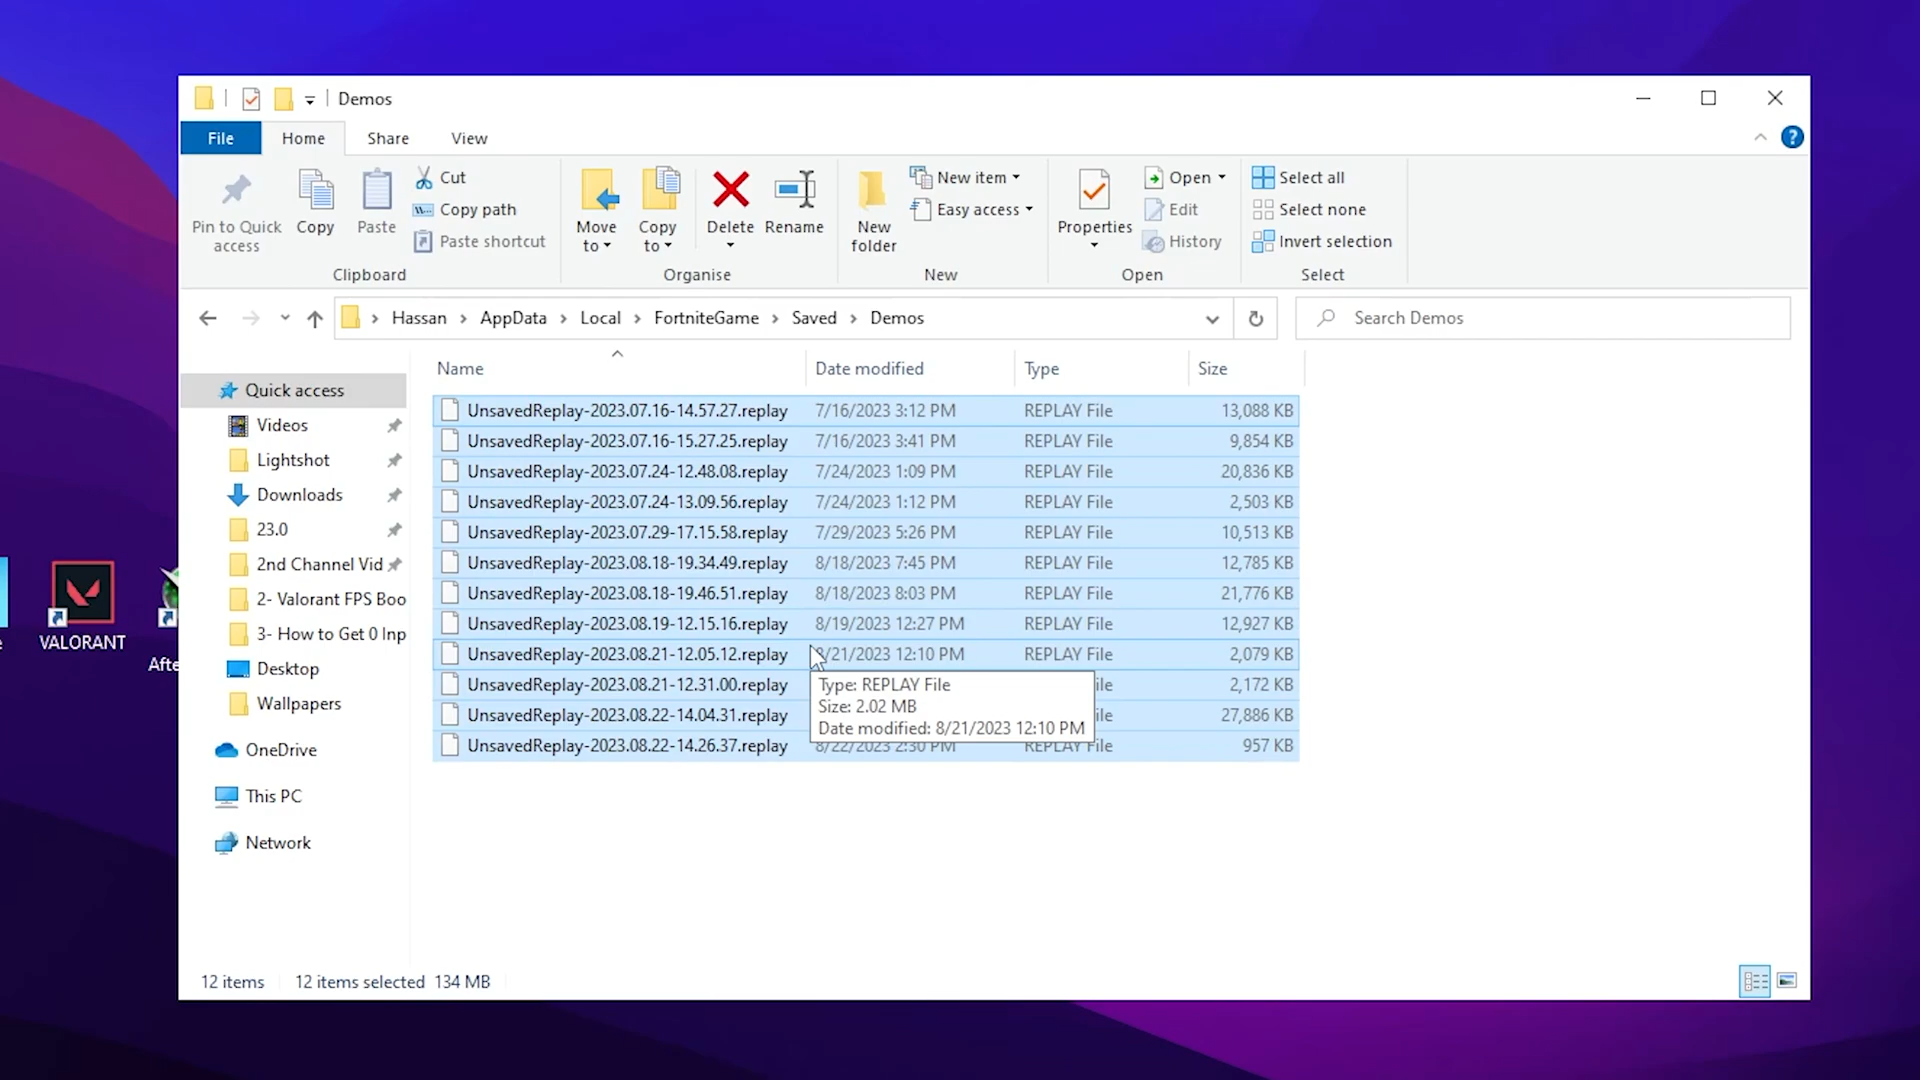 Demos
File Home Share View
Pin to Quick access
Copy
Paste
Cut
Copy path
Paste shortcut
Clipboard
Move to
Copy to
Delete
Rename
Organise
New folder
New item
Easy access
New
Properties
Open
Edit
History
Open
Select all
Select none
Invert selection
Select
Hassan > AppData > Local > FortniteGame > Saved > Demos
Search Demos
Quick access
Videos
Lightshot
Downloads
23.0
2nd Channel Vid
2- Valorant FPS Boo
3- How to Get 0 Inp
Desktop
Wallpapers
OneDrive
This PC
Network
Name Date modified Type Size
UnsavedReplay-2023.07.16-14.57.27.replay 7/16/2023 3:12 PM REPLAY File 13,088 KB
UnsavedReplay-2023.07.16-15.27.25.replay 7/16/2023 3:41 PM REPLAY File 9,854 KB
UnsavedReplay-2023.07.24-12.48.08.replay 7/24/2023 1:09 PM REPLAY File 20,836 KB
UnsavedReplay-2023.07.24-13.09.56.replay 7/24/2023 1:12 PM REPLAY File 2,503 KB
UnsavedReplay-2023.07.29-17.15.58.replay 7/29/2023 5:26 PM REPLAY File 10,513 KB
UnsavedReplay-2023.08.18-19.34.49.replay 8/18/2023 7:45 PM REPLAY File 12,785 KB
UnsavedReplay-2023.08.18-19.46.51.replay 8/18/2023 8:03 PM REPLAY File 21,776 KB
UnsavedReplay-2023.08.19-12.15.16.replay 8/19/2023 12:27 PM REPLAY File 12,927 KB
UnsavedReplay-2023.08.21-12.05.12.replay 8/21/2023 12:10 PM REPLAY File 2,079 KB
UnsavedReplay-2023.08.21-12.31.00.replay ile 2,172 KB
UnsavedReplay-2023.08.22-14.04.31.replay ile 27,886 KB
UnsavedReplay-2023.08.22-14.26.37.replay 8/22/2023 2:30 PM REPLAY File 957 KB
Type: REPLAY File
Size: 2.02 MB
Date modified: 8/21/2023 12:10 PM
12 items 12 items selected 134 MB
VALORANT
Afte